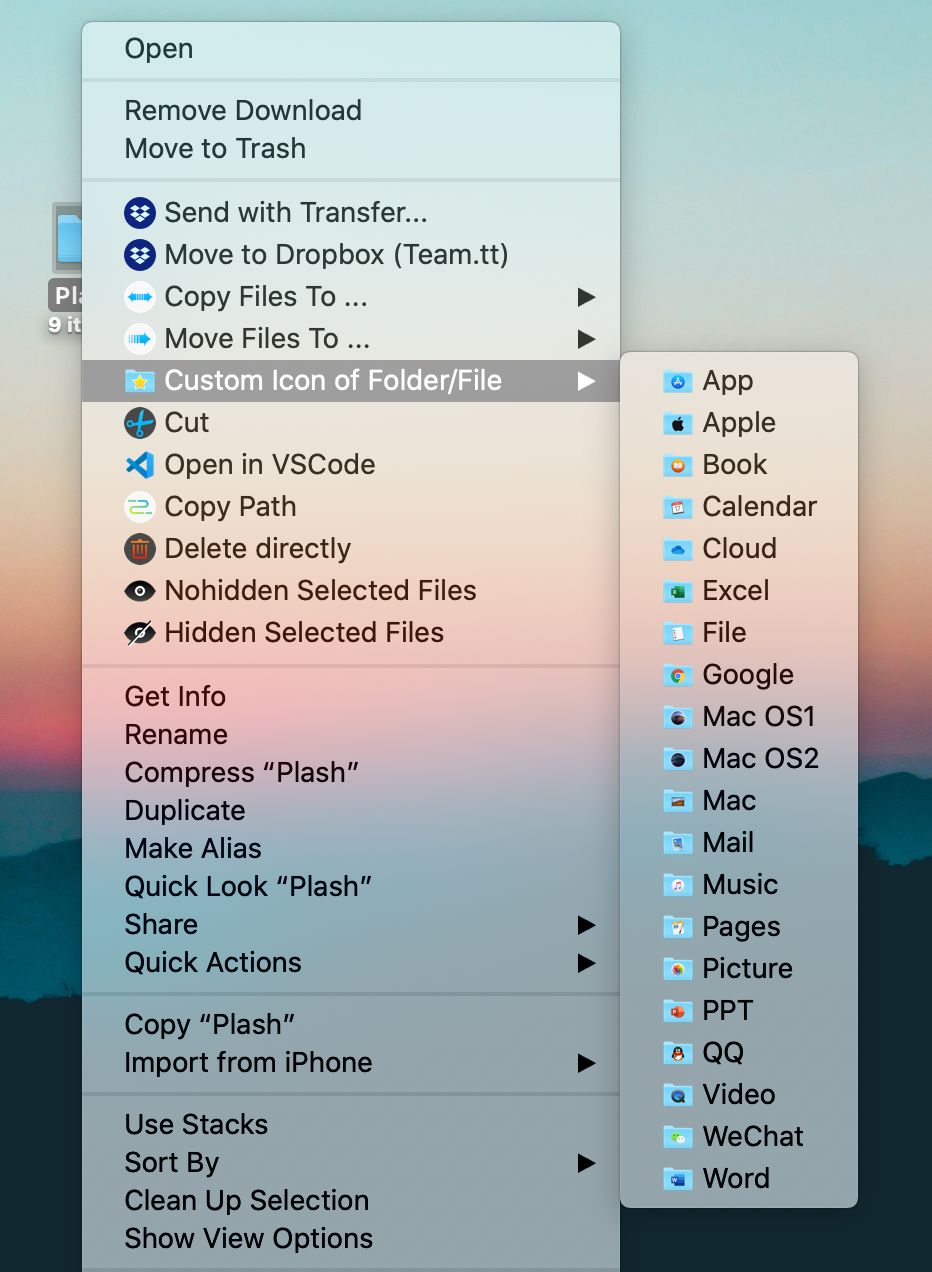 Open
Remove Download
Move to Trash
Send with Transfer...
Move to Dropbox (Team.tt)
Copy Files To ...
Move Files To ...
Custom Icon of Folder/File
Cut
Open in VSCode
Copy Path
Delete directly
Nohidden Selected Files
Hidden Selected Files
Get Info
Rename
Compress “Plash”
Duplicate
Make Alias
Quick Look “Plash”
Share
Quick Actions
Copy “Plash”
Import from iPhone
Use Stacks
Sort By
Clean Up Selection
Show View Options
App
Apple
Book
Calendar
Cloud
Excel
File
Google
Mac OS1
Mac OS2
Mac
Mail
Music
Pages
Picture
PPT
QQ
Video
WeChat
Word